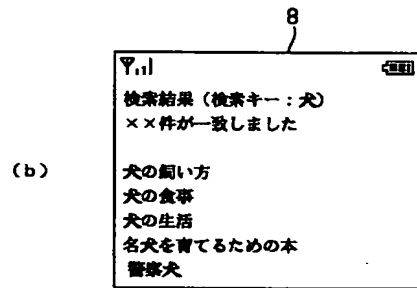 8
(b)
検索結果（検索キー：犬）
××件が一致しました
犬の飼い方
犬の食事
犬の生活
名犬を育てるための本
警察犬